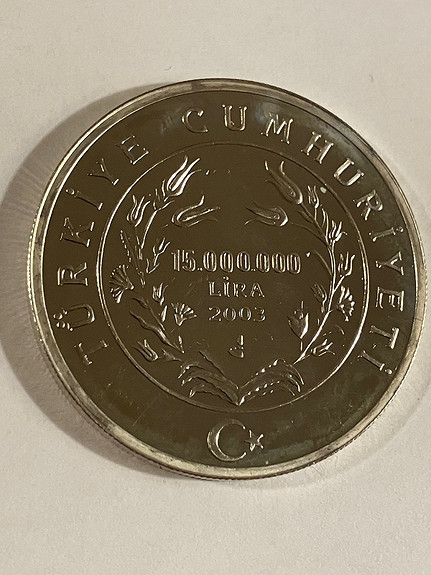 TÜRKİYE CUMHURİYETİ
15.000.000
LİRA
2003